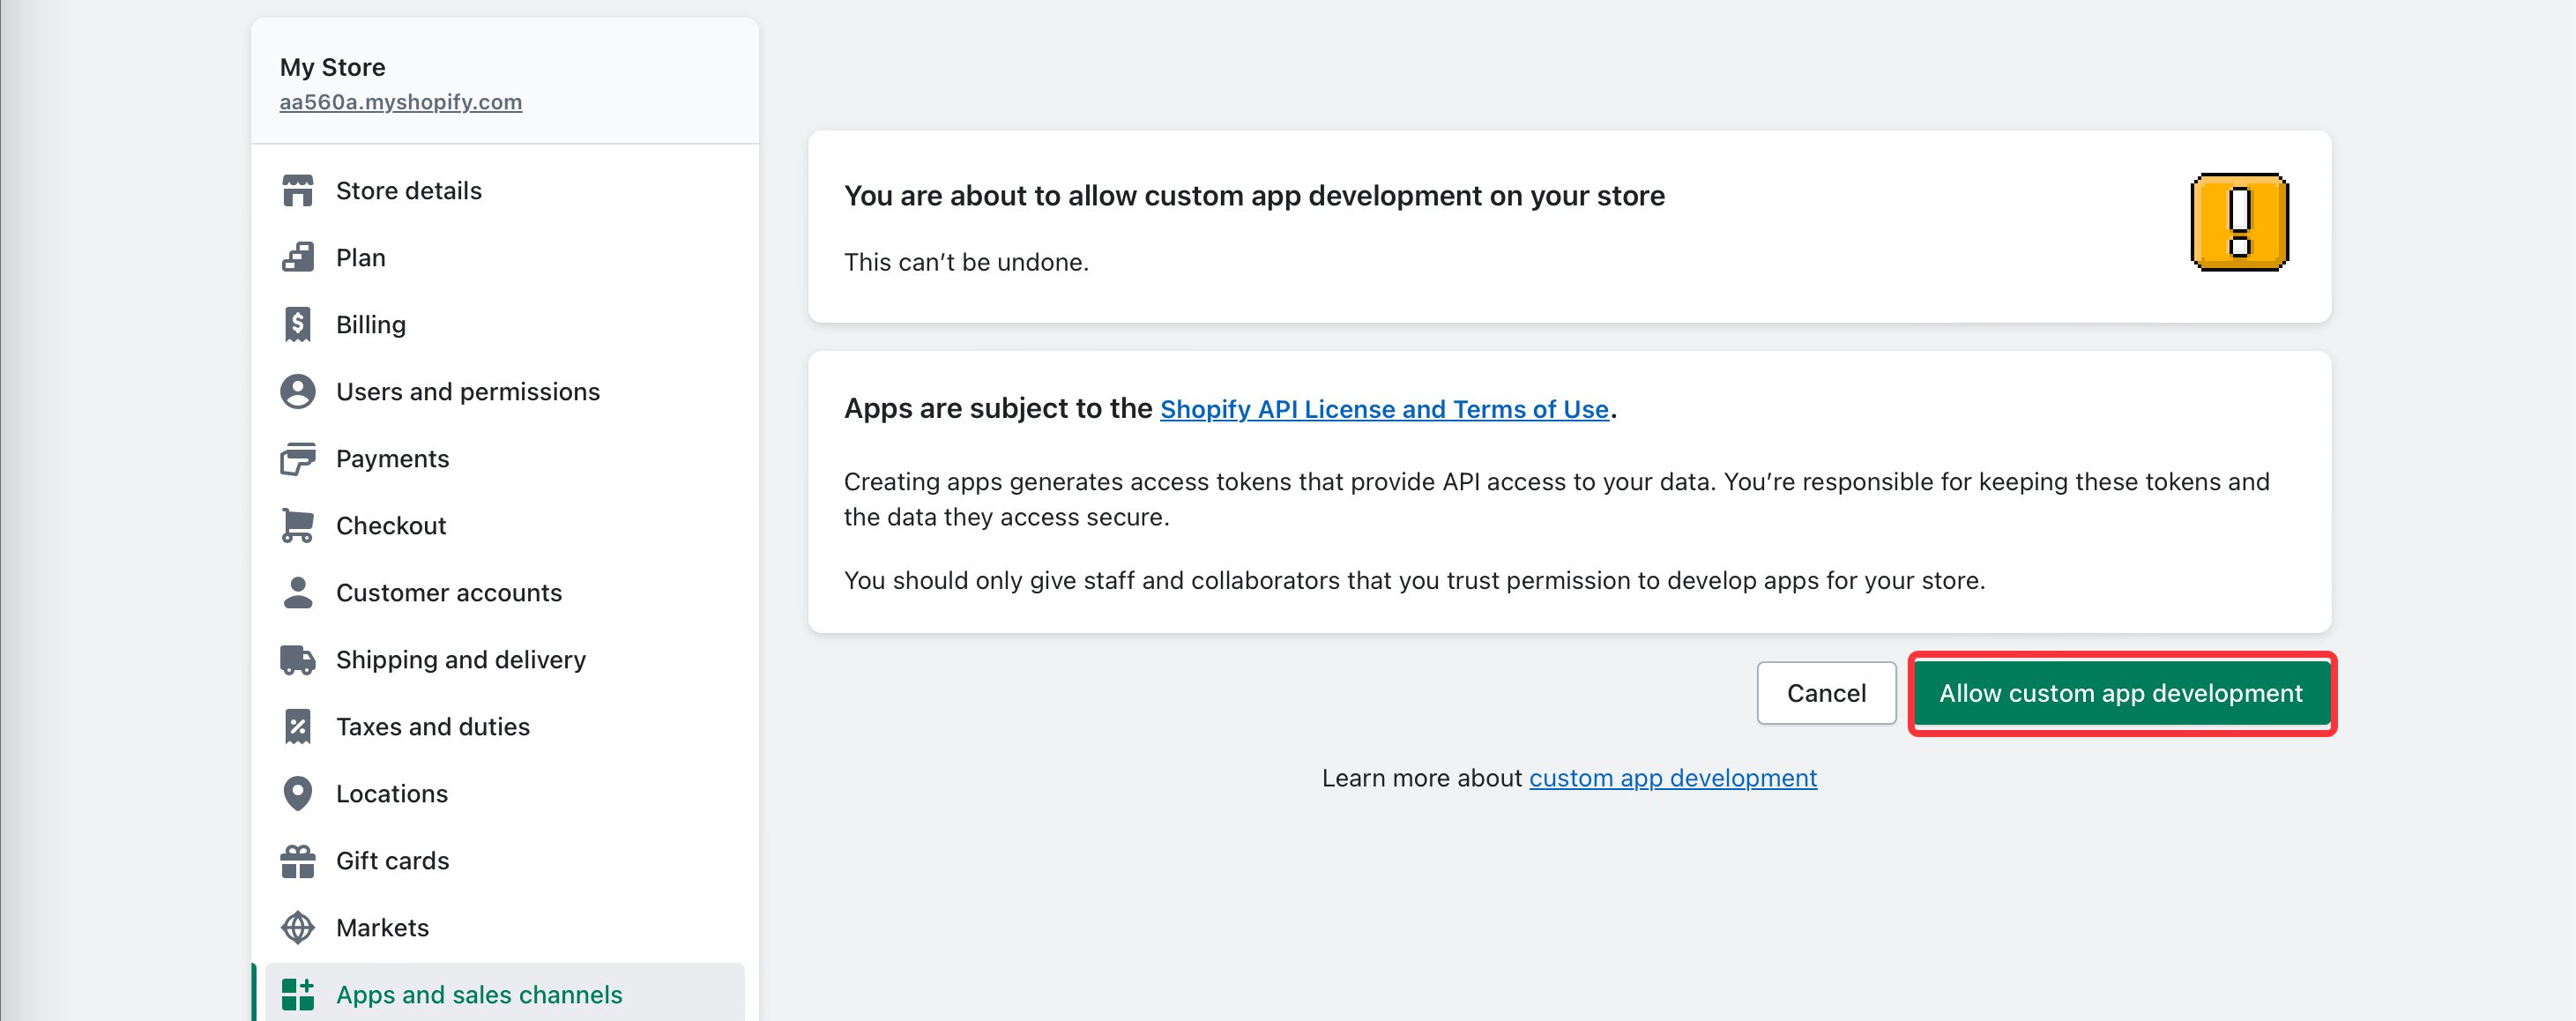 My Store
aa560a.myshopify.com
Store details
Plan
Billing
Users and permissions
Payments
Checkout
Customer accounts
Shipping and delivery
Taxes and duties
Locations
Gift cards
Markets
Apps and sales channels
You are about to allow custom app development on your store
This can’t be undone.
Apps are subject to the Shopify API License and Terms of Use.
Creating apps generates access tokens that provide API access to your data. You’re responsible for keeping these tokens and
the data they access secure.
You should only give staff and collaborators that you trust permission to develop apps for your store.
Cancel
Allow custom app development
Learn more about custom app development